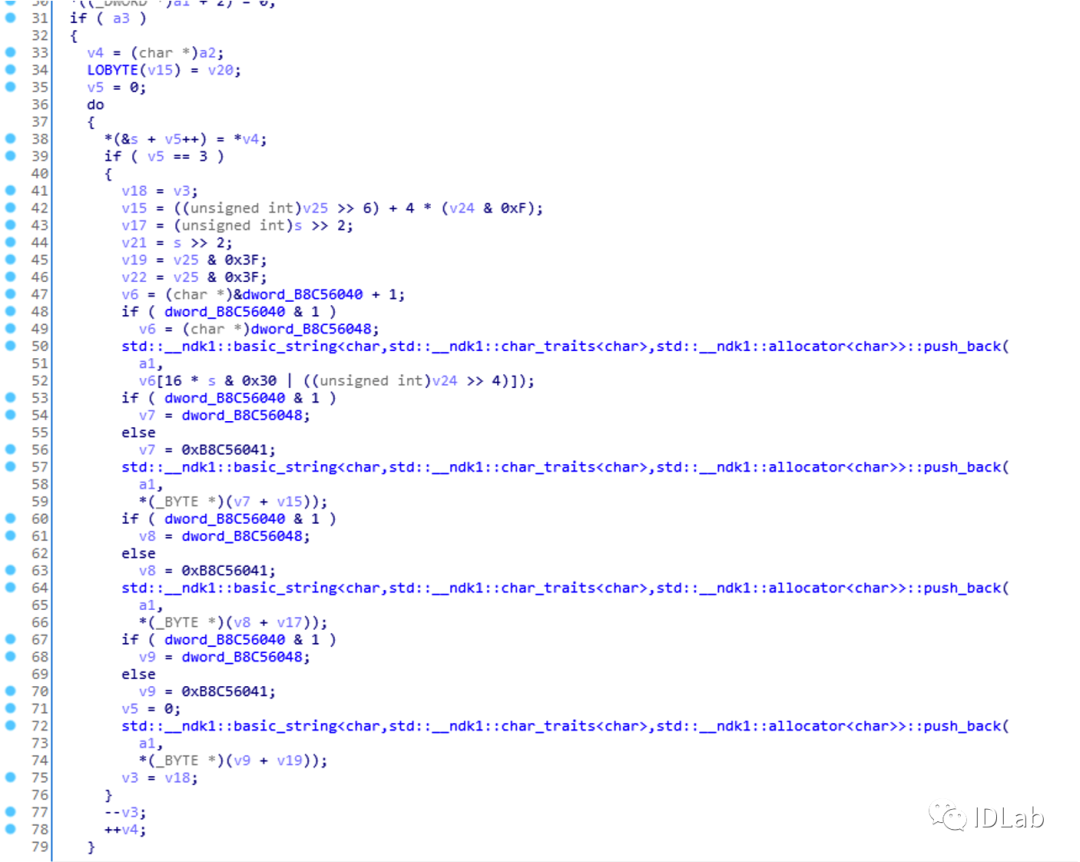 31 if ( a3 )
32 {
33 v4 = (char *)a2;
34 LOBYTE(v15) = v20;
35 v5 = 0;
36 do
37 {
38 *(&s + v5++) = *v4;
39 if ( v5 == 3 )
40 {
41 v18 = v3;
42 v15 = ((unsigned int)v25 >> 6) + 4 * (v24 & 0xF);
43 v17 = (unsigned int)s >> 2;
44 v21 = s >> 2;
45 v19 = v25 & 0x3F;
46 v22 = v25 & 0x3F;
47 v6 = (char *)&dword_B8C56040 + 1;
48 if ( dword_B8C56040 & 1 )
49 v6 = (char *)dword_B8C56048;
50 std::__ndk1::basic_string<char,std::__ndk1::char_traits<char>,std::__ndk1::allocator<char>>::push_back(
51 a1,
52 v6[16 * s & 0x30 | ((unsigned int)v24 >> 4)]);
53 if ( dword_B8C56040 & 1 )
54 v7 = dword_B8C56048;
55 else
56 v7 = 0xB8C56041;
57 std::__ndk1::basic_string<char,std::__ndk1::char_traits<char>,std::__ndk1::allocator<char>>::push_back(
58 a1,
59 *(_BYTE *)(v7 + v15));
60 if ( dword_B8C56040 & 1 )
61 v8 = dword_B8C56048;
62 else
63 v8 = 0xB8C56041;
64 std::__ndk1::basic_string<char,std::__ndk1::char_traits<char>,std::__ndk1::allocator<char>>::push_back(
65 a1,
66 *(_BYTE *)(v8 + v17));
67 if ( dword_B8C56040 & 1 )
68 v9 = dword_B8C56048;
69 else
70 v9 = 0xB8C56041;
71 v5 = 0;
72 std::__ndk1::basic_string<char,std::__ndk1::char_traits<char>,std::__ndk1::allocator<char>>::push_back(
73 a1,
74 *(_BYTE *)(v9 + v19));
75 v3 = v18;
76 }
77 --v3;
78 ++v4;
79 }
IDLab